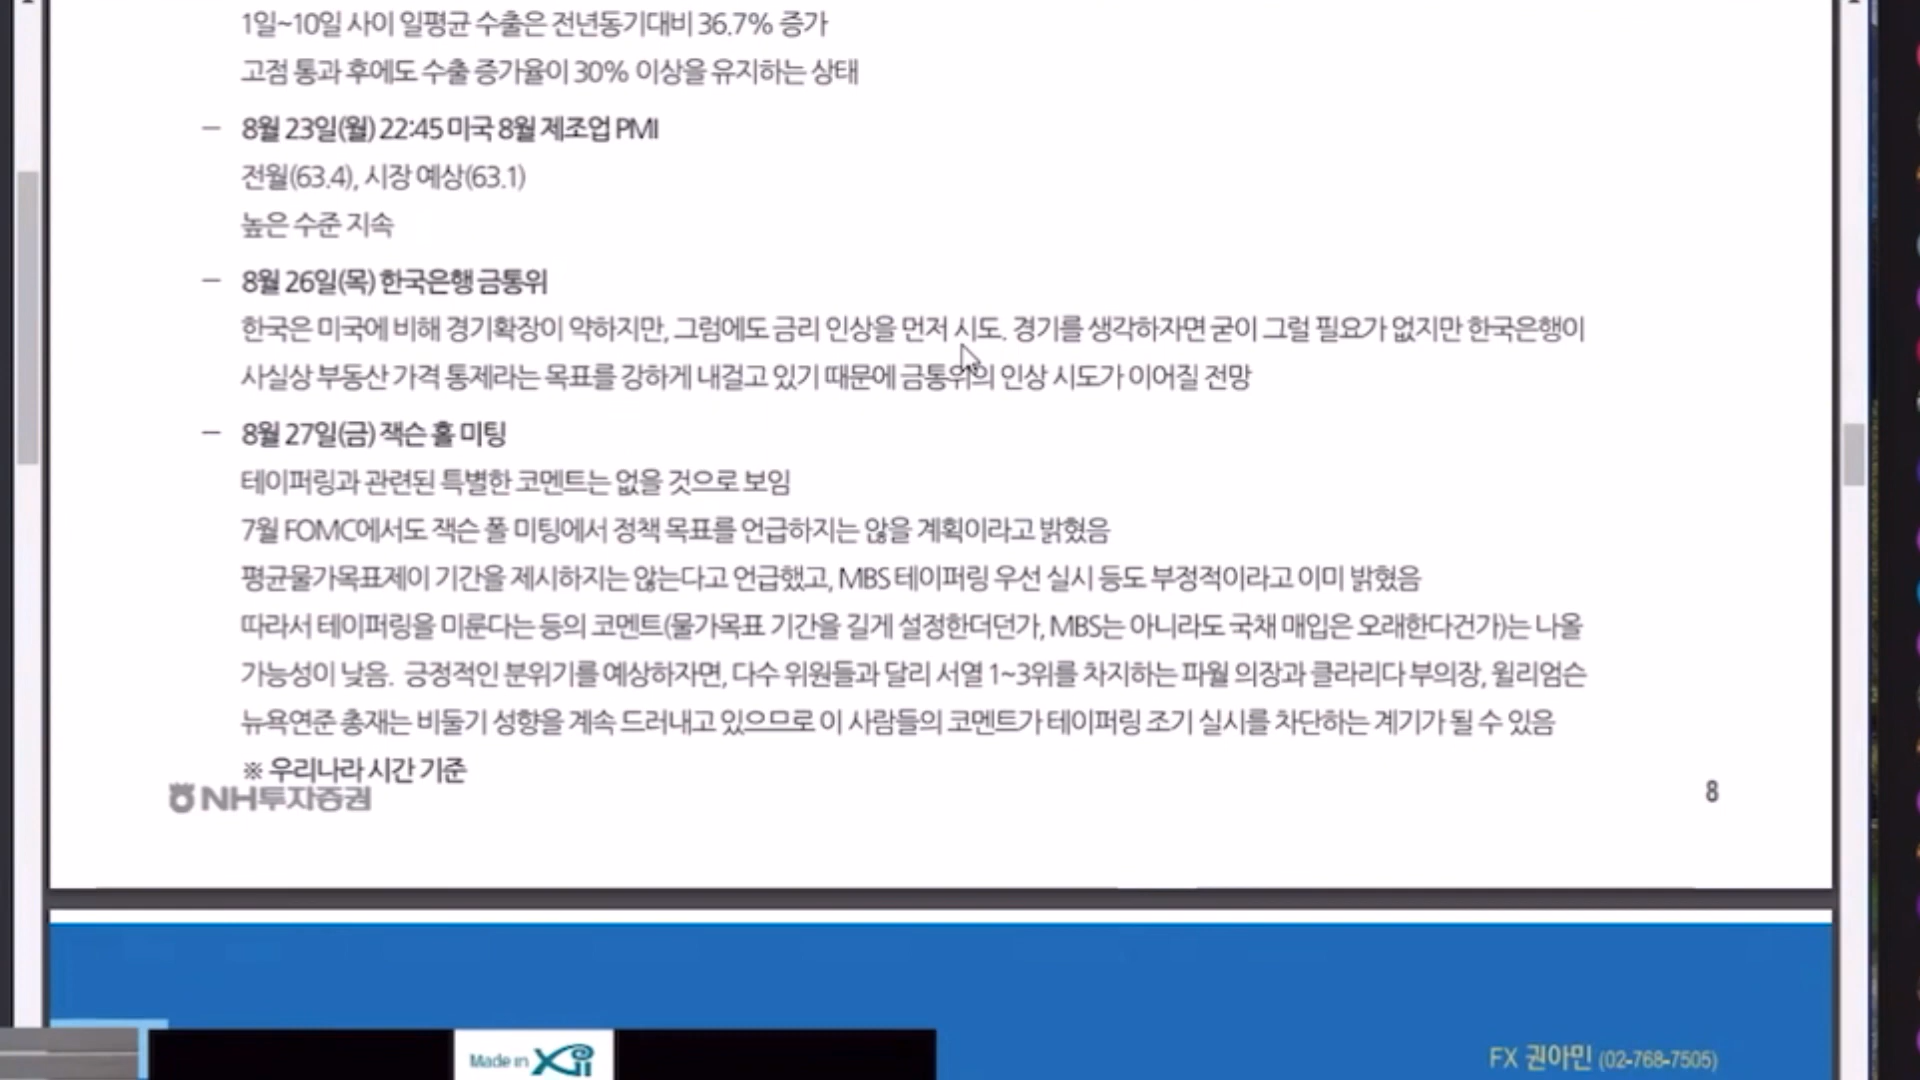 1일~10일 사이 일평균 수출은 전년동기대비 36.7% 증가
고점 통과 후에도 수출 증가율이 30% 이상을 유지하는 상태
– 8월 23일(월) 22:45 미국 8월 제조업 PMI
전월(63.4), 시장 예상(63.1)
높은 수준 지속
– 8월 26일(목) 한국은행 금통위
한국은 미국에 비해 경기확장이 약하지만, 그럼에도 금리 인상을 먼저 시도. 경기를 생각하자면 굳이 그럴 필요가 없지만 한국은행이
사실상 부동산 가격 통제라는 목표를 강하게 내걸고 있기 때문에 금통위의 인상 시도가 이어질 전망
– 8월 27일(금) 잭슨 홀 미팅
테이퍼링과 관련된 특별한 코멘트는 없을 것으로 보임
7월 FOMC에서도 잭슨 폴 미팅에서 정책 목표를 언급하지는 않을 계획이라고 밝혔음
평균물가목표제이 기간을 제시하지는 않는다고 언급했고, MBS 테이퍼링 우선 실시 등도 부정적이라고 이미 밝혔음
따라서 테이퍼링을 미룬다는 등의 코멘트(물가목표 기간을 길게 설정한더던가, MBS는 아니라도 국채 매입은 오래한다건가)는 나올
가능성이 낮음. 긍정적인 분위기를 예상하자면, 다수 위원들과 달리 서열 1~3위를 차지하는 파월 의장과 클라리다 부의장, 윌리엄슨
뉴욕연준 총재는 비둘기 성향을 계속 드러내고 있으므로 이 사람들의 코멘트가 테이퍼링 조기 실시를 차단하는 계기가 될 수 있음
※ 우리나라 시간 기준
NH투자증권
8
Made in Xii
FX 권아민 (02-768-7505)